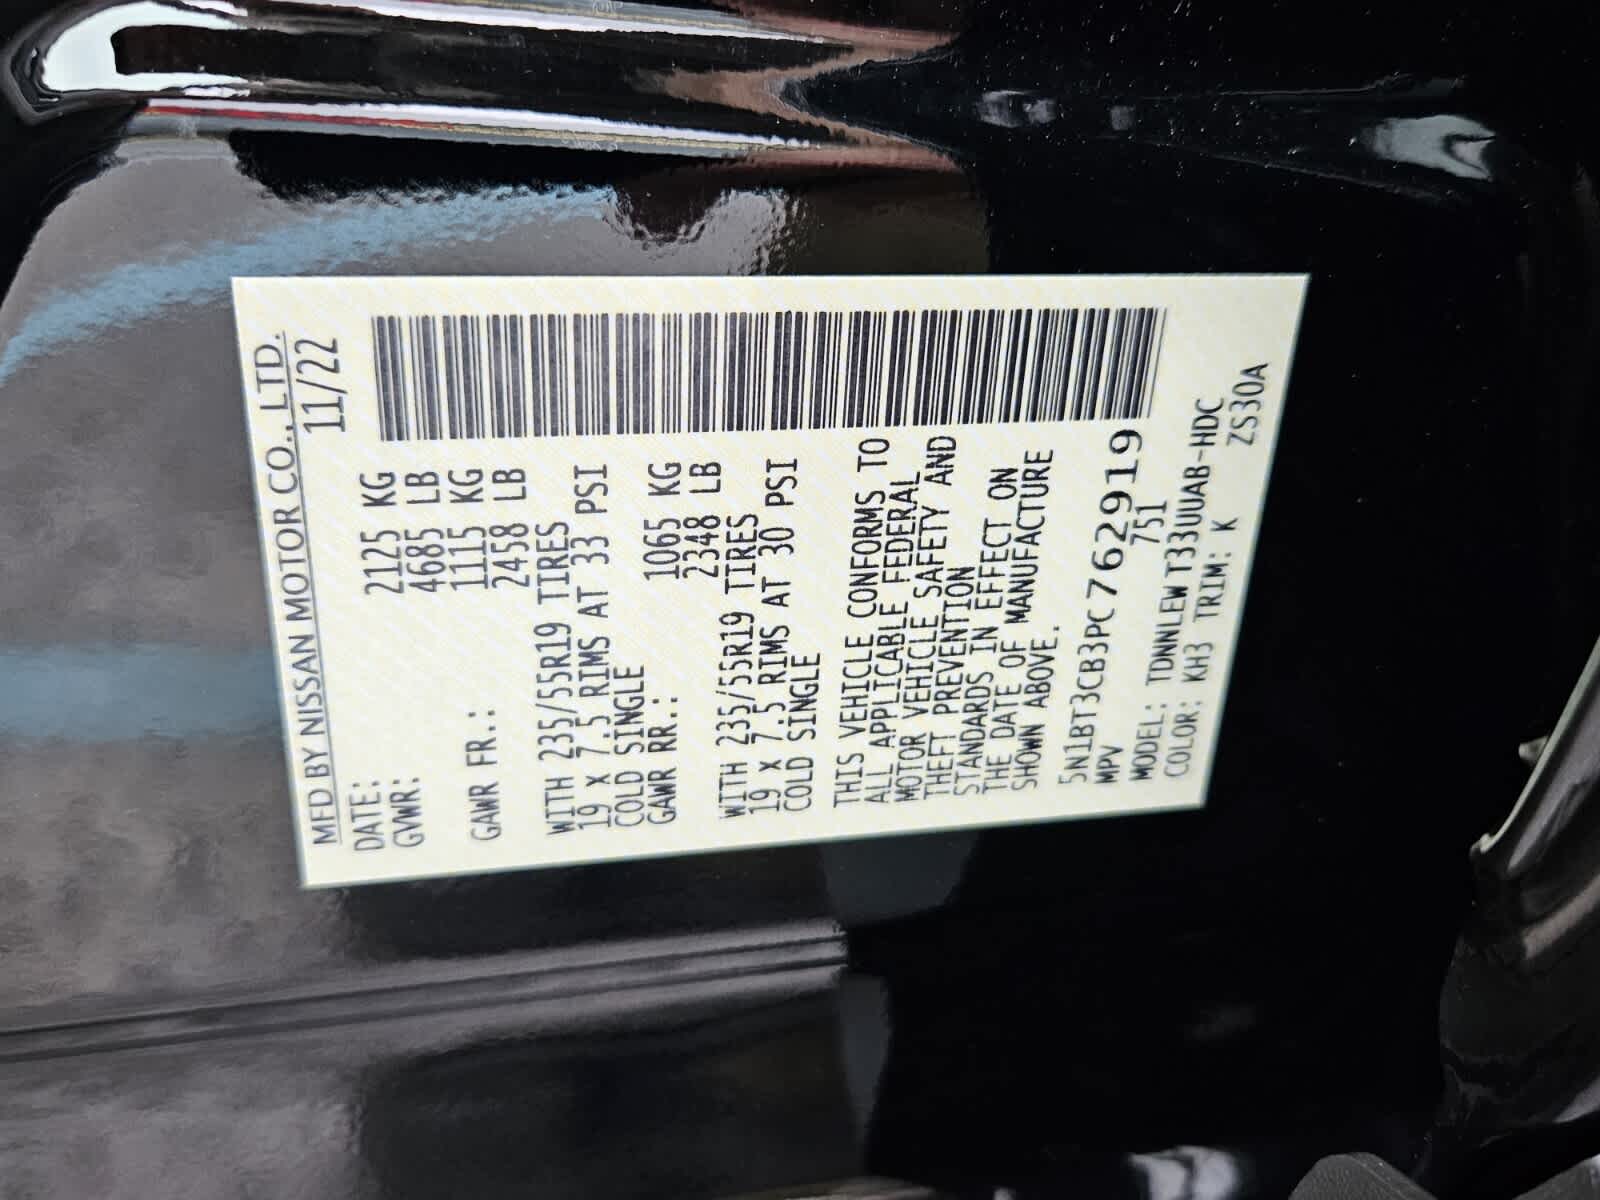 MFD BY NISSAN MOTOR CO., LTD.
DATE: 11/22
GVWR: 2125 KG
4685 LB
GAWR FR.: 1115 KG
2458 LB
WITH 235/55R19 TIRES
19 x 7.5 RIMS AT 33 PSI
COLD SINGLE
GAWR RR.: 1065 KG
2348 LB
WITH 235/55R19 TIRES
19 x 7.5 RIMS AT 30 PSI
COLD SINGLE
THIS VEHICLE CONFORMS TO
ALL APPLICABLE FEDERAL
MOTOR VEHICLE SAFETY AND
THEFT PREVENTION
STANDARDS IN EFFECT ON
THE DATE OF MANUFACTURE
SHOWN ABOVE.
5N1BT3CB3PC762919
MPV 751
MODEL: TDNNLEW T33UUAB-HDC
COLOR: KH3 TRIM: K ZS30A